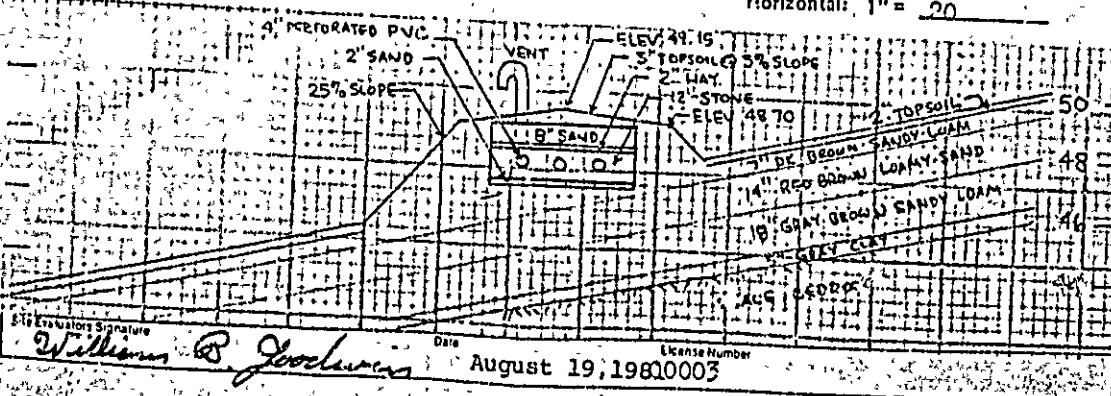 Horizontal: 1" = 20
4" PERFORATED PVC
2" SAND
25% SLOPE
VENT
ELEV. 49.15
3" TOPSOIL @ 3% SLOPE
2" HAY
12" STONE
ELEV 48.70
8" SAND
2" TOPSOIL
7" DK BROWN SANDY LOAM
14" RED BROWN LOAMY SAND
18" GRAY BROWN SANDY LOAM
GRAY CLAY
50
48
46
Site Evaluators Signature
William B. Goodwin
Date
August 19, 1981
License Number
0003